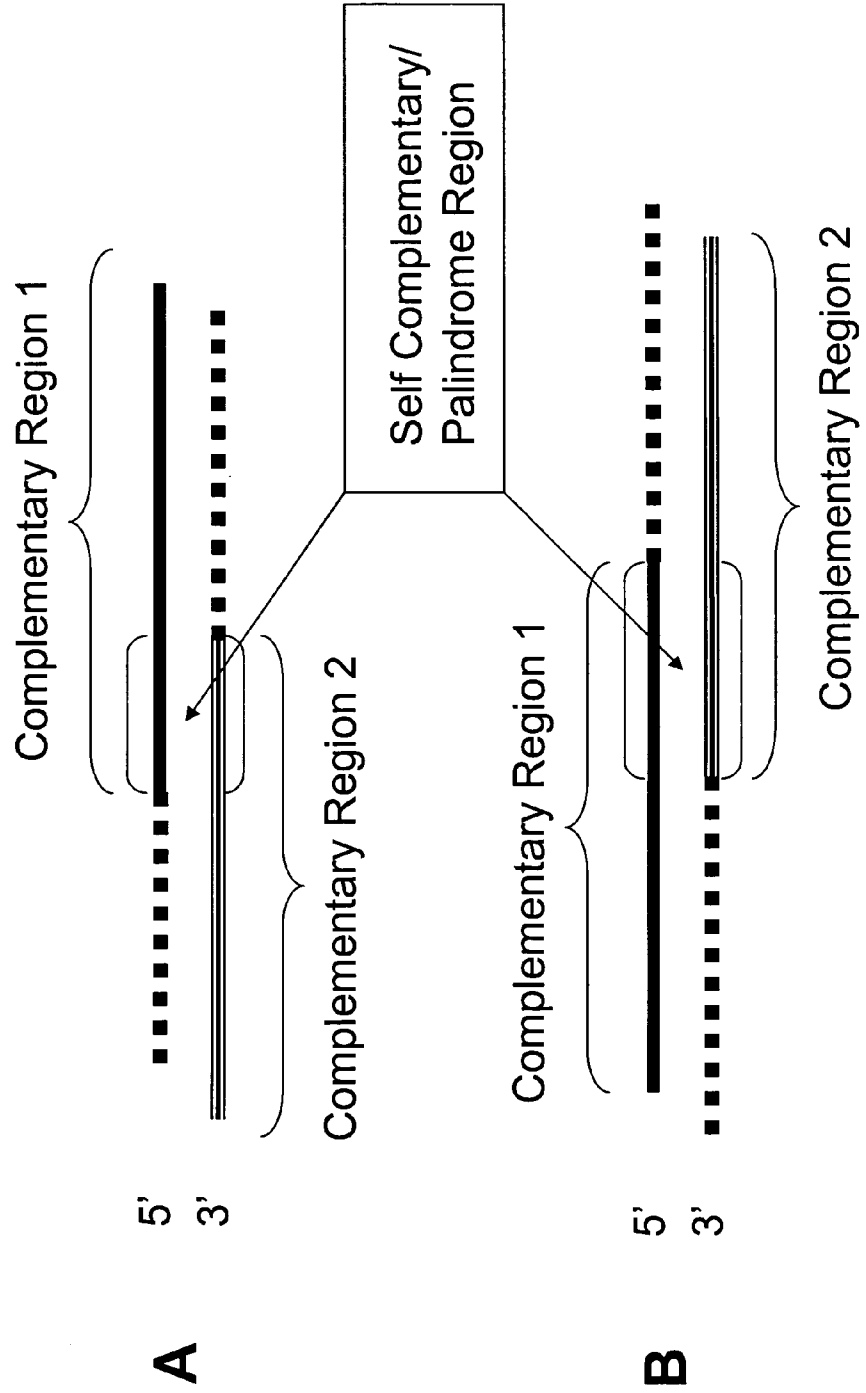 A
5'
3'
Complementary Region 1
Complementary Region 2
Self Complementary/
Palindrome Region
B
5'
3'
Complementary Region 1
Complementary Region 2